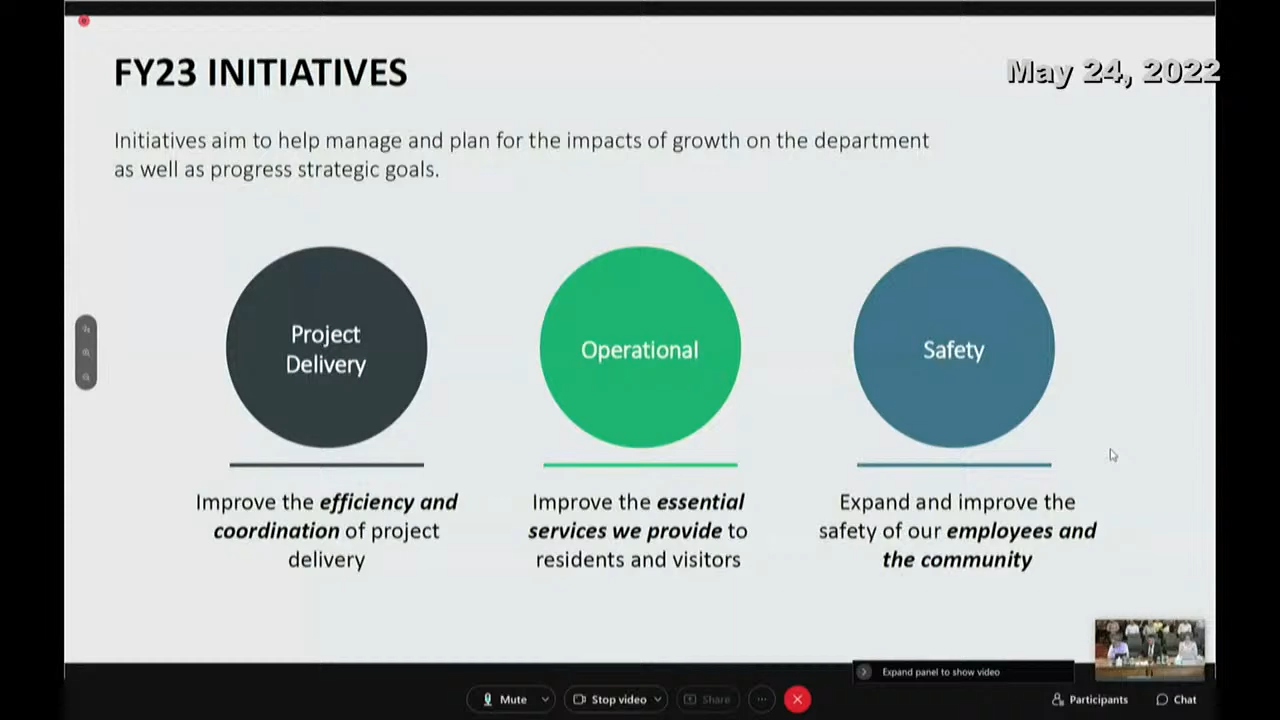 FY23 INITIATIVES
May 24, 2022
Initiatives aim to help manage and plan for the impacts of growth on the department
as well as progress strategic goals.
Project
Delivery
Operational
Safety
Improve the efficiency and
coordination of project
delivery
Improve the essential
services we provide to
residents and visitors
Expand and improve the
safety of our employees and
the community
Expand panel to show video
Mute
Stop video
Share
Participants
Chat